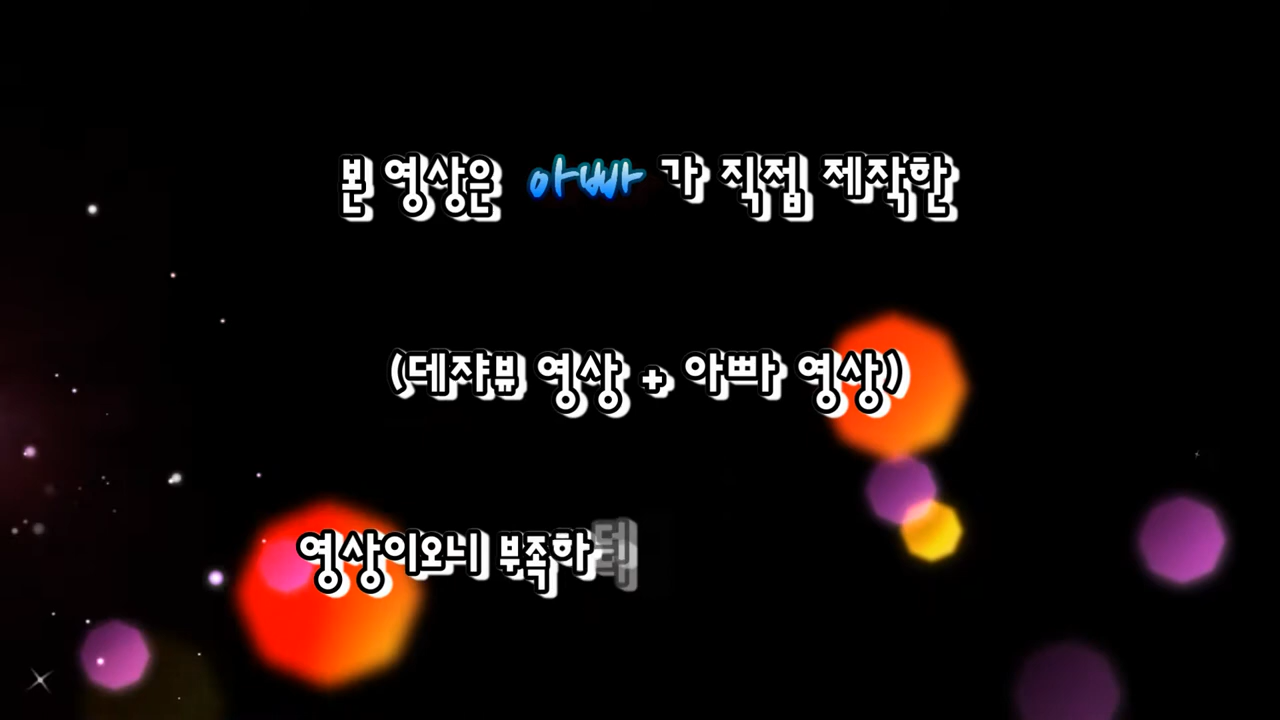 본 영상은 아빠가 직접 제작한
(데쟈뷰 영상 + 아빠 영상)
영상이오니 부족하